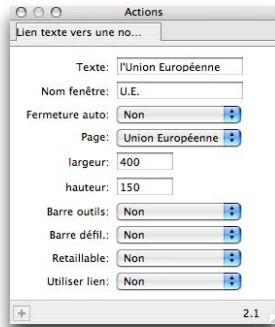 Actions
Lien texte vers une no...
Texte: l'Union Européenne
Nom fenêtre: U.E.
Fermeture auto: Non
Page: Union Européenne
largeur: 400
hauteur: 150
Barre outils: Non
Barre défil.: Non
Retaillable: Non
Utiliser lien: Non
+ 2.1